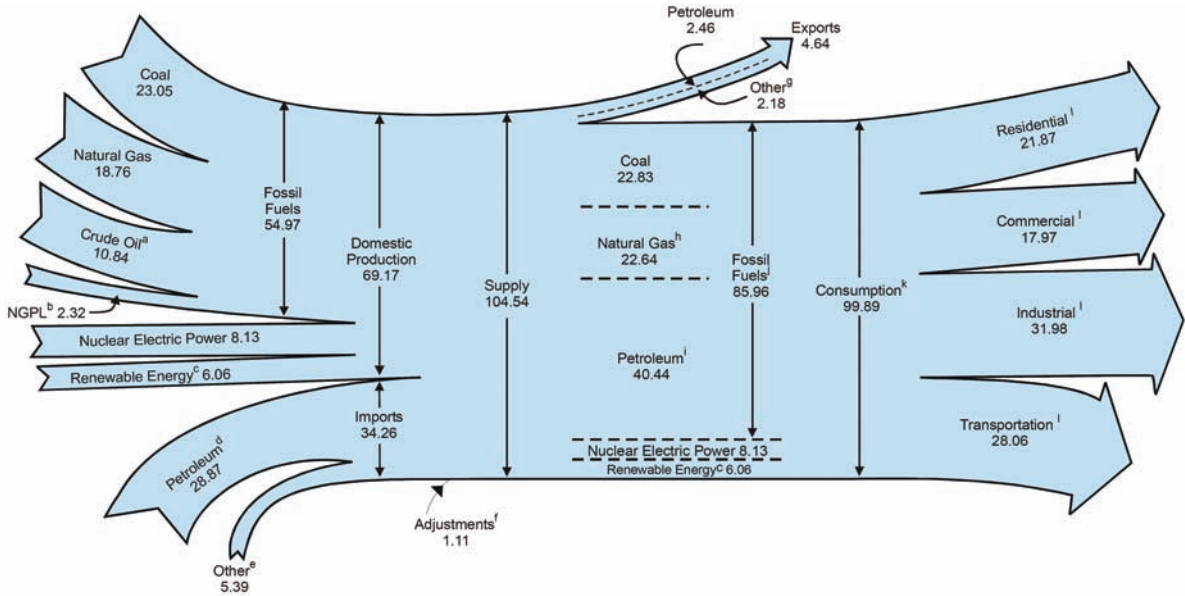 Coal
23.05
Natural Gas
18.76
Crude Oil^a
10.84
NGPL^b 2.32
Nuclear Electric Power 8.13
Renewable Energy^c 6.06
Petroleum^d
28.87
Other^e
5.39
Fossil
Fuels
54.97
Domestic
Production
69.17
Imports
34.26
Adjustments^f
1.11
Supply
104.54
Petroleum
2.46
Exports
4.64
Other^g
2.18
Coal
22.83
Natural Gas^h
22.64
Petroleum^i
40.44
Nuclear Electric Power 8.13
Renewable Energy^c 6.06
Fossil
Fuels^j
85.96
Consumption^k
99.89
Residential^l
21.87
Commercial^l
17.97
Industrial^l
31.98
Transportation^l
28.06